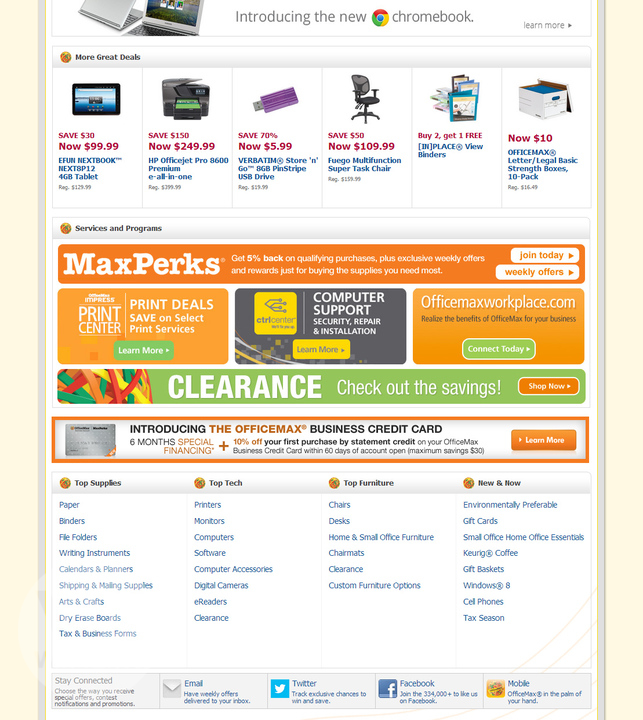 Introducing the new chromebook.
learn more
More Great Deals
SAVE $30
Now $99.99
EFUN NEXTBOOK™
NEXT8P12
4GB Tablet
Reg. $129.99
SAVE $150
Now $249.99
HP Officejet Pro 8600
Premium
e-all-in-one
Reg. $399.99
SAVE 70%
Now $5.99
VERBATIM® Store 'n'
Go™ 8GB PinStripe
USB Drive
Reg. $19.99
SAVE $50
Now $109.99
Fuego Multifunction
Super Task Chair
Reg. $159.99
Buy 2, get 1 FREE
[IN]PLACE® View
Binders
Now $10
OFFICEMAX®
Letter/Legal Basic
Strength Boxes,
10-Pack
Reg. $16.49
Services and Programs
MaxPerks®
Get 5% back on qualifying purchases, plus exclusive weekly offers
and rewards just for buying the supplies you need most.
join today
weekly offers
OfficeMax
IMPRESS
PRINT
CENTER
PRINT DEALS
SAVE on Select
Print Services
Learn More
ctrlcenter
COMPUTER
SUPPORT
SECURITY, REPAIR
& INSTALLATION
Learn More
Officemaxworkplace.com
Realize the benefits of OfficeMax for your business
Connect Today
CLEARANCE Check out the savings!
Shop Now
INTRODUCING THE OFFICEMAX® BUSINESS CREDIT CARD
6 MONTHS SPECIAL
FINANCING*
+
10% off your first purchase by statement credit on your OfficeMax
Business Credit Card within 60 days of account open (maximum savings $30)
Learn More
Top Supplies
Paper
Binders
File Folders
Writing Instruments
Calendars & Planners
Shipping & Mailing Supplies
Arts & Crafts
Dry Erase Boards
Tax & Business Forms
Top Tech
Printers
Monitors
Computers
Software
Computer Accessories
Digital Cameras
eReaders
Clearance
Top Furniture
Chairs
Desks
Home & Small Office Furniture
Chairmats
Clearance
Custom Furniture Options
New & Now
Environmentally Preferable
Gift Cards
Small Office Home Office Essentials
Keurig® Coffee
Gift Baskets
Windows® 8
Cell Phones
Tax Season
Stay Connected
Choose the way you receive
special offers, contest
notifications and promotions.
Email
Have weekly offers
delivered to your inbox.
Twitter
Track exclusive chances to
win and save.
Facebook
Join the 334,000+ to like us
on Facebook.
Mobile
OfficeMax® in the palm of
your hand.